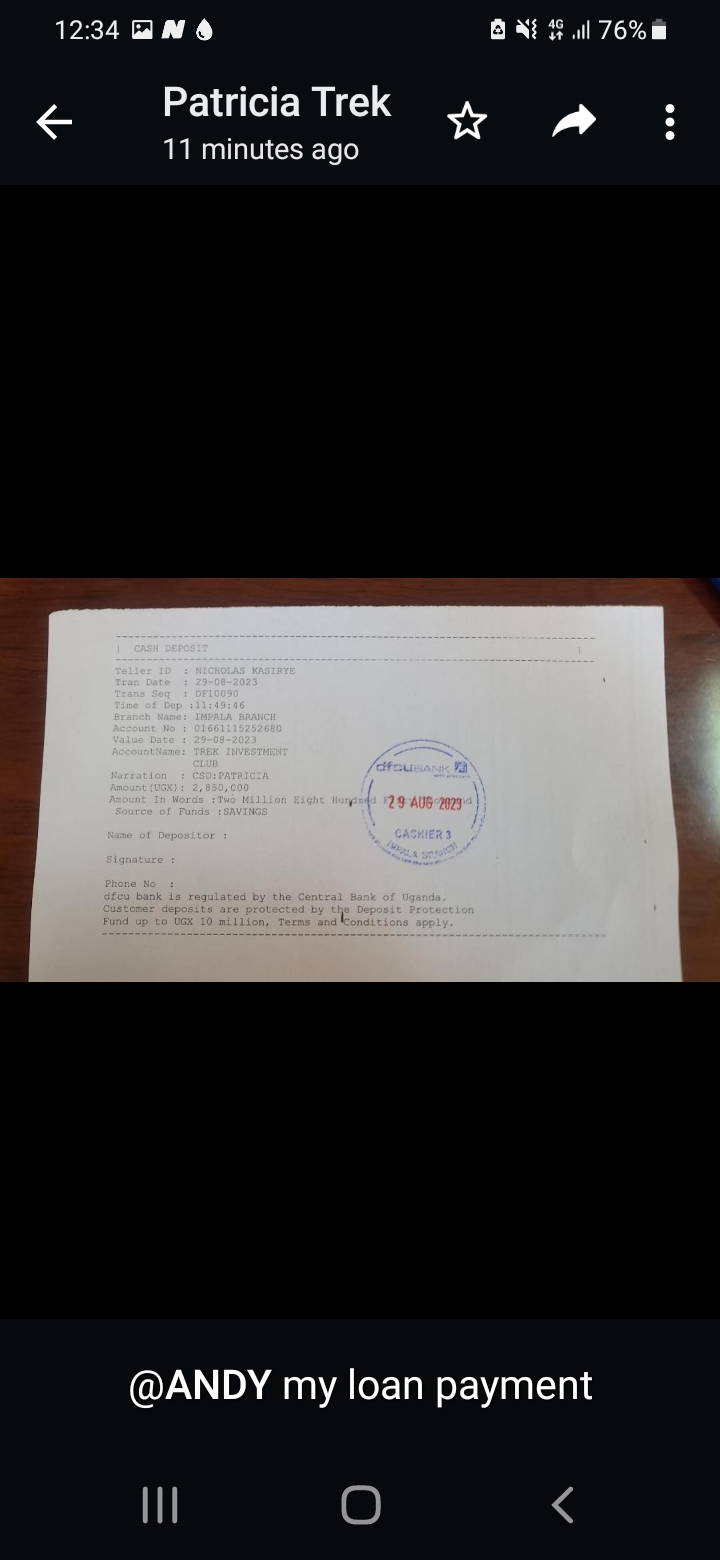 12:34
4G
76%
Patricia Trek
11 minutes ago
| CASH DEPOSIT |
Teller ID : NICHOLAS KASIRYE
Tran Date : 29-08-2023
Trans Seq : DF10090
Time of Dep :11:49:46
Branch Name: IMPALA BRANCH
Account No : 01661115252680
Value Date : 29-08-2023
AccountName: TREK INVESTMENT
CLUB
Narration : CSD:PATRICIA
Amount(UGX): 2,850,000
Amount In Words :Two Million Eight Hundred
Source of Funds :SAVINGS
Name of Depositor :
Signature :
Phone No :
dfcu bank is regulated by the Central Bank of Uganda.
Customer deposits are protected by the Deposit Protection
Fund up to UGX 10 million, Terms and Conditions apply.
dfcu BANK
29 AUG 2023
CASHIER 3
IMPALA BRANCH
@ANDY my loan payment